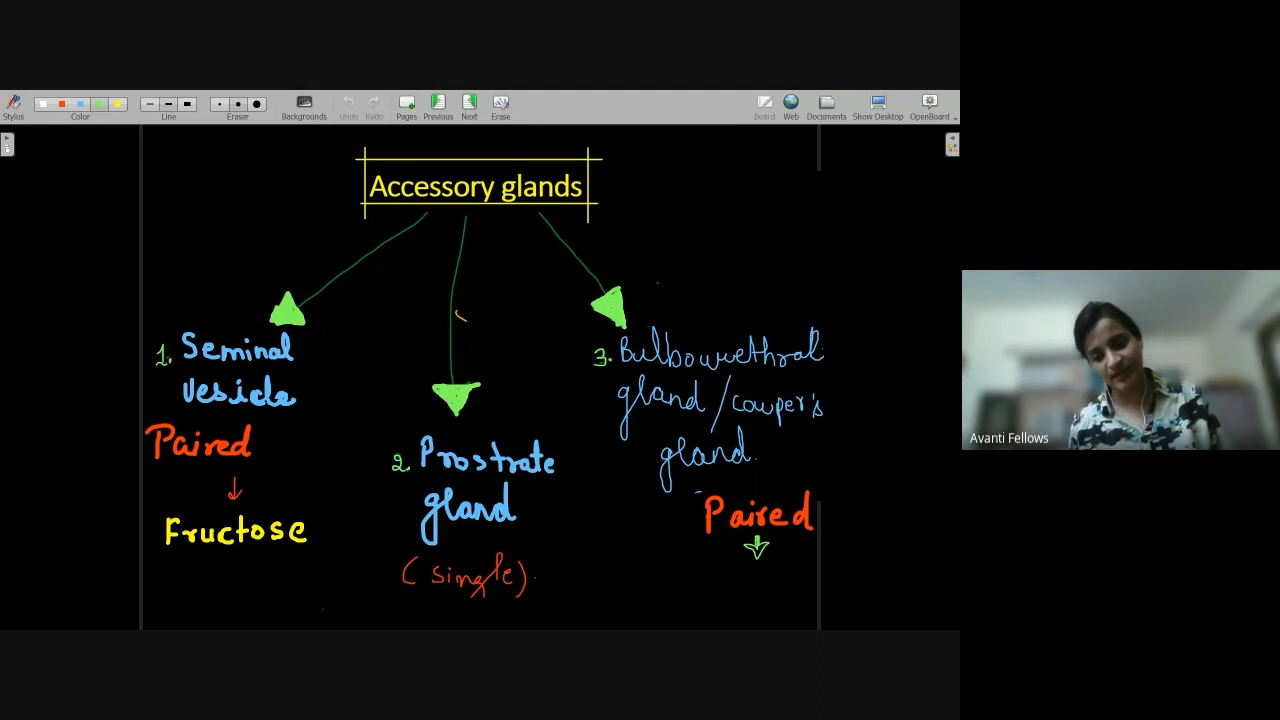 Stylus
Color
Line
Eraser
Backgrounds
Undo
Redo
Pages
Previous
Next
Erase
Board
Web
Documents
Show Desktop
OpenBoard
Accessory glands
1. Seminal
vesicle
Paired
↓
Fructose
2. Prostrate
gland
(single).
3. Bulbourethral
gland/cowper's
gland.
Paired
↓
Avanti Fellows